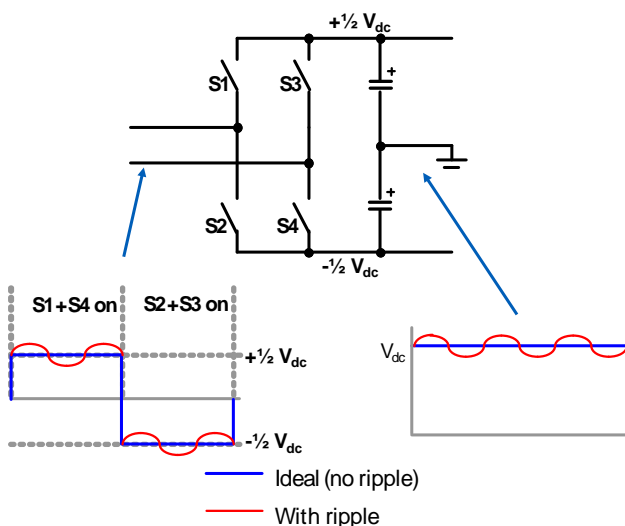 +½ Vdc
S1
S3
+
+
S2
S4
-½ Vdc
S1+S4 on
S2+S3 on
+½ Vdc
-½ Vdc
Vdc
Ideal (no ripple)
With ripple